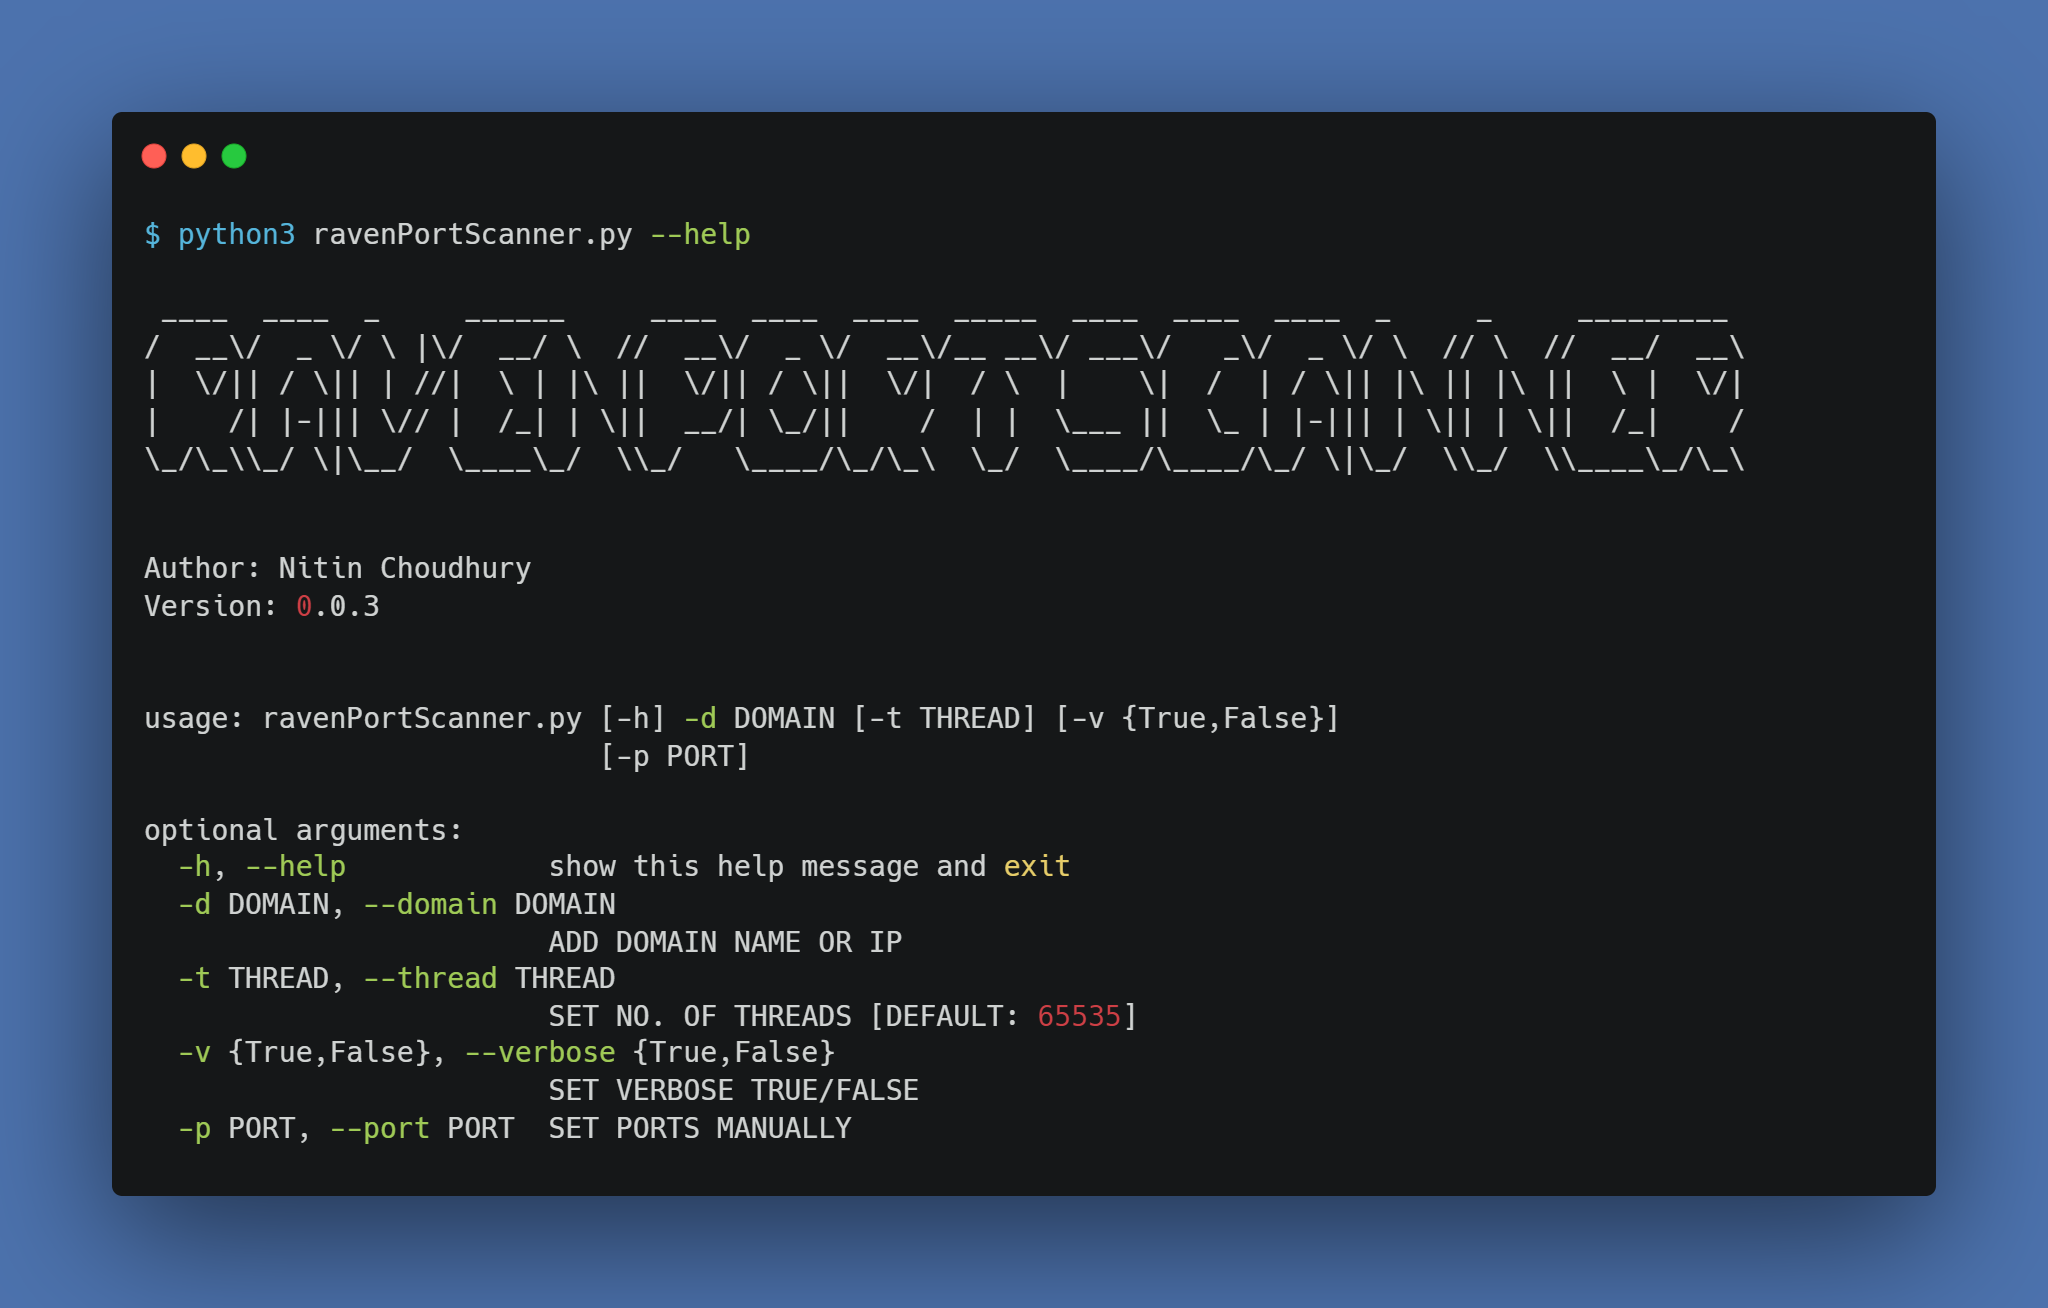 $ python3 ravenPortScanner.py --help
 ____  ____  _     ______     ____  ____  ____  _____  ____  ____  ____  _     _     _________
/  __\/  _ \/ \ |\/  __/ \  //  __\/  _ \/  __\/__ __\/ ___\/   _\/  _ \/ \  // \  //  __/  __\
|  \/|| / \|| | //|  \ | |\ ||  \/|| / \||  \/|  / \  |    \|  /  | / \|| |\ || |\ ||  \ |  \/|
|    /| |-||| \// |  /_| | \||  __/| \_/||    /  | |  \___ ||  \_ | |-||| | \|| | \||  /_|    /
\_/\_\\_/ \|\__/  \____\_/  \\_/   \____/\_/\_\  \_/  \____/\____/\_/ \|\_/  \\_/  \\____\_/\_\
Author: Nitin Choudhury
Version: 0.0.3
usage: ravenPortScanner.py [-h] -d DOMAIN [-t THREAD] [-v {True,False}]
                           [-p PORT]
optional arguments:
  -h, --help            show this help message and exit
  -d DOMAIN, --domain DOMAIN
                        ADD DOMAIN NAME OR IP
  -t THREAD, --thread THREAD
                        SET NO. OF THREADS [DEFAULT: 65535]
  -v {True,False}, --verbose {True,False}
                        SET VERBOSE TRUE/FALSE
  -p PORT, --port PORT  SET PORTS MANUALLY